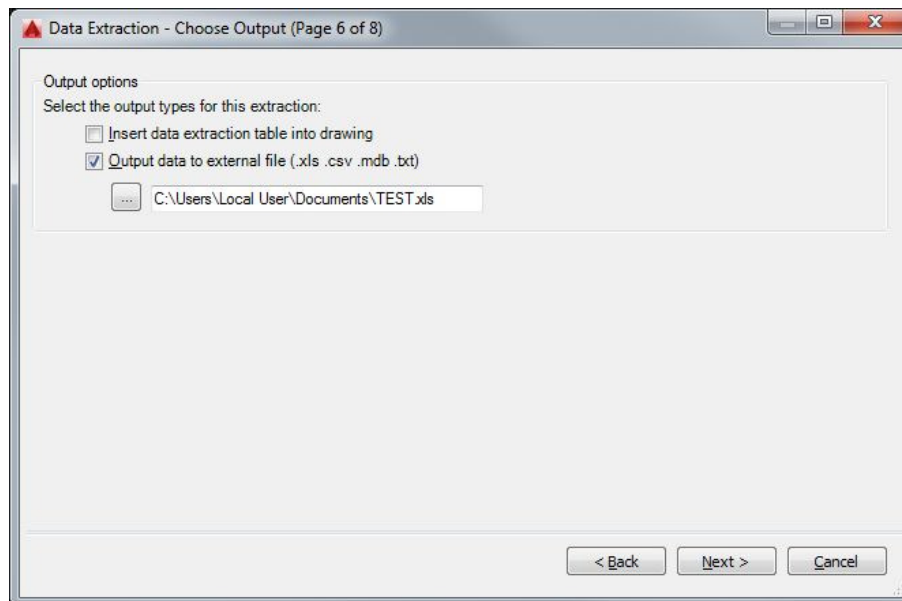 Data Extraction - Choose Output (Page 6 of 8)
Output options
Select the output types for this extraction:
Insert data extraction table into drawing
Output data to external file (.xls .csv .mdb .txt)
... C:\Users\Local User\Documents\TEST.xls
< Back Next > Cancel